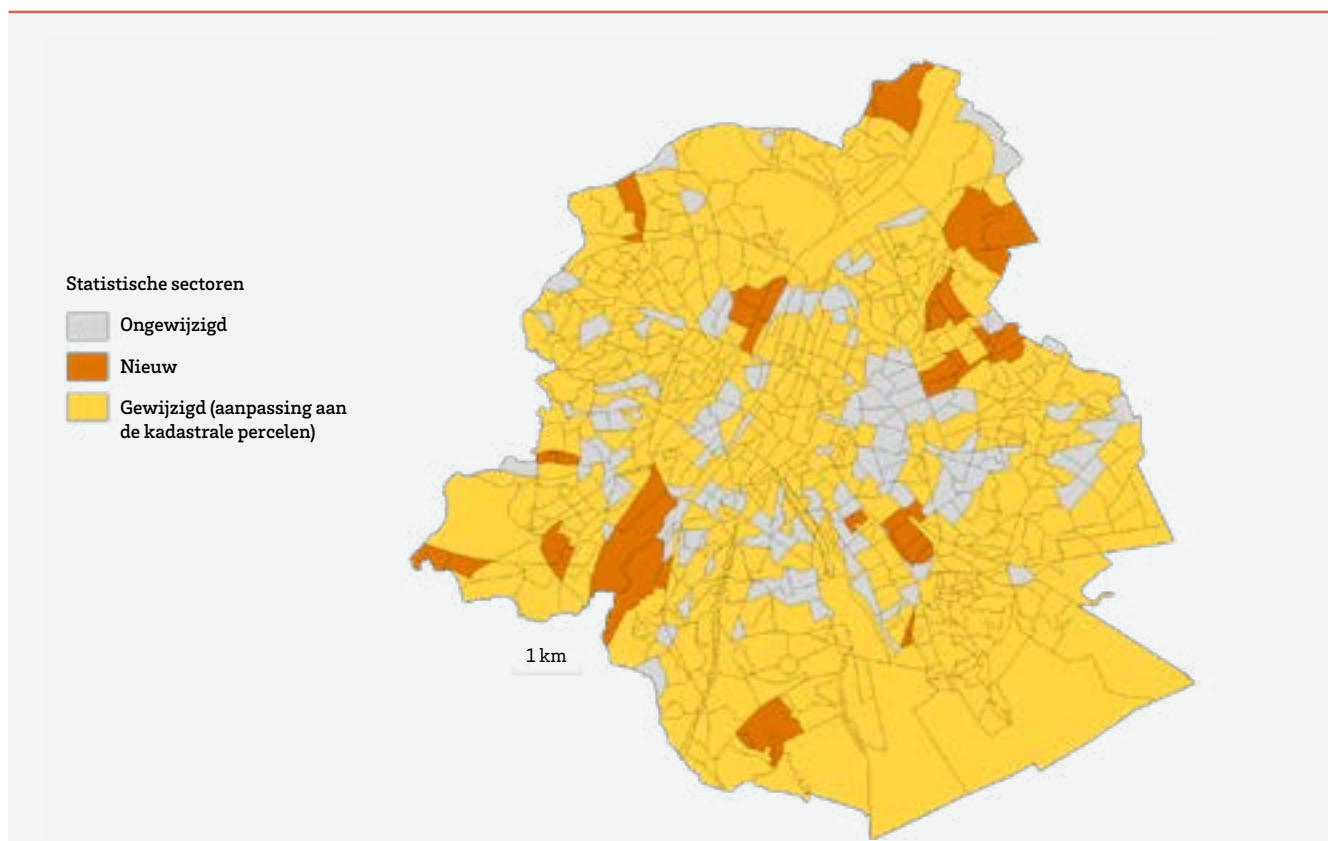 Statistische sectoren
Ongewijzigd
Nieuw
Gewijzigd (aanpassing aan
de kadastrale percelen)
1 km